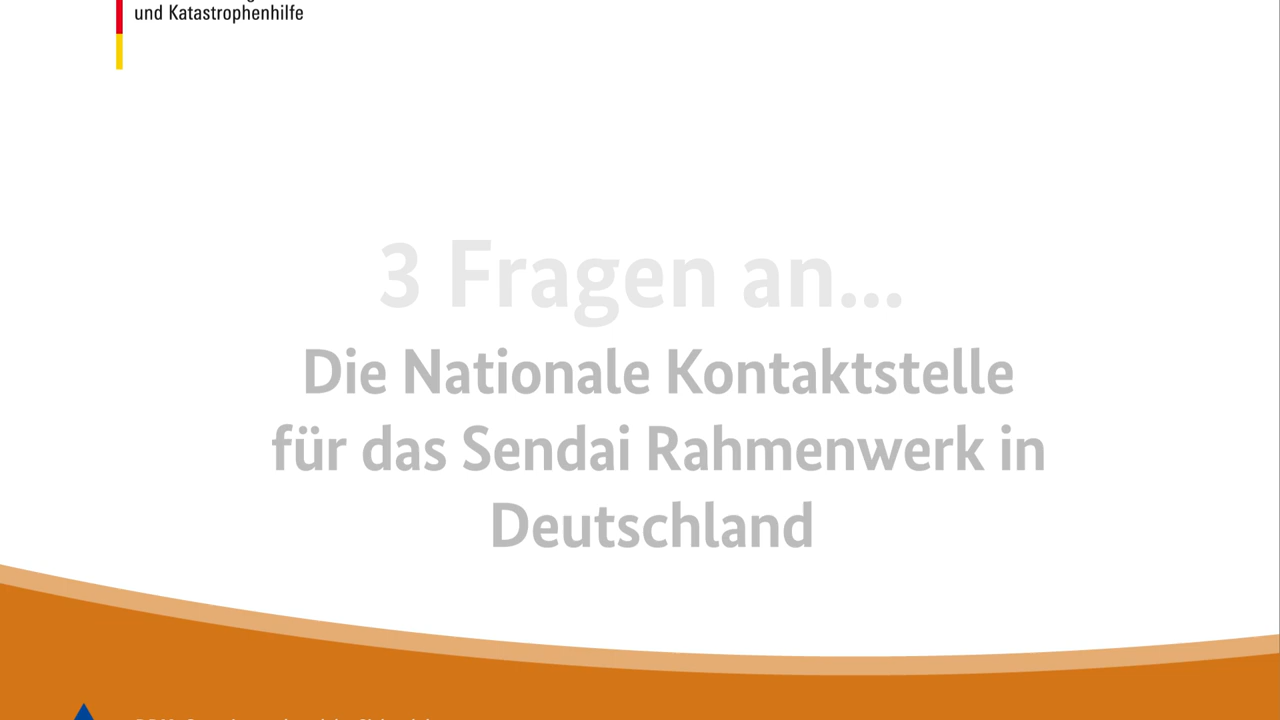 und Katastrophenhilfe
3 Fragen an...
Die Nationale Kontaktstelle
für das Sendai Rahmenwerk in
Deutschland